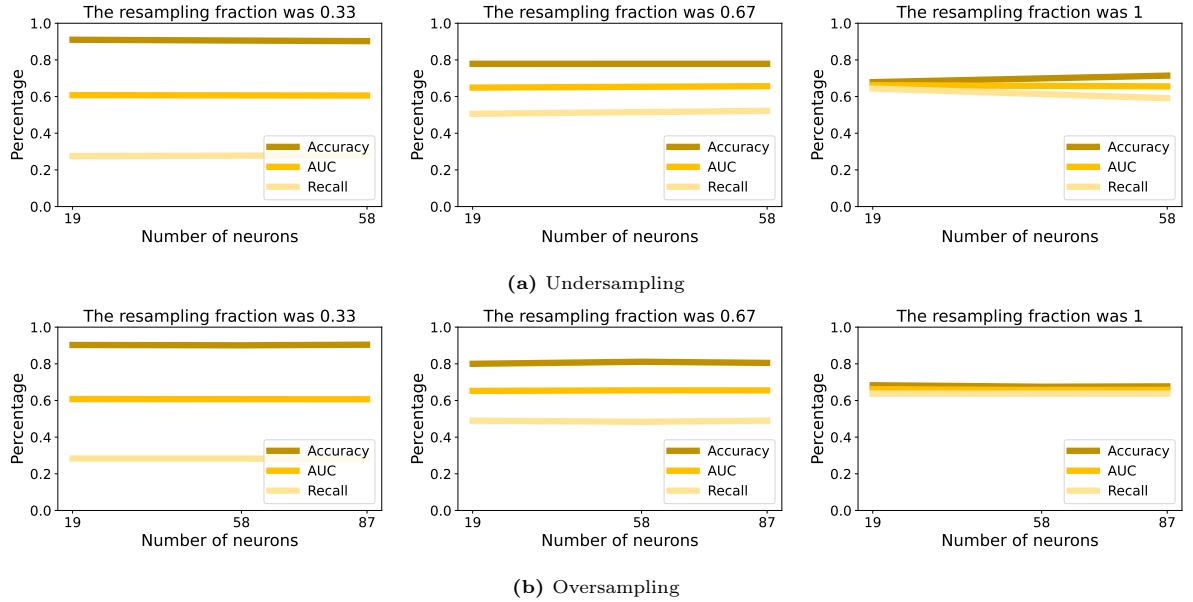 The resampling fraction was 0.33
The resampling fraction was 0.67
The resampling fraction was 1
Percentage
1.0
0.8
0.6
0.4
0.2
0.0
Accuracy
AUC
Recall
19
58
Number of neurons
Percentage
1.0
0.8
0.6
0.4
0.2
0.0
Accuracy
AUC
Recall
19
58
Number of neurons
Percentage
1.0
0.8
0.6
0.4
0.2
0.0
Accuracy
AUC
Recall
19
58
Number of neurons
(a) Undersampling
The resampling fraction was 0.33
The resampling fraction was 0.67
The resampling fraction was 1
Percentage
1.0
0.8
0.6
0.4
0.2
0.0
Accuracy
AUC
Recall
19
58
87
Number of neurons
Percentage
1.0
0.8
0.6
0.4
0.2
0.0
Accuracy
AUC
Recall
19
58
87
Number of neurons
Percentage
1.0
0.8
0.6
0.4
0.2
0.0
Accuracy
AUC
Recall
19
58
87
Number of neurons
(b) Oversampling